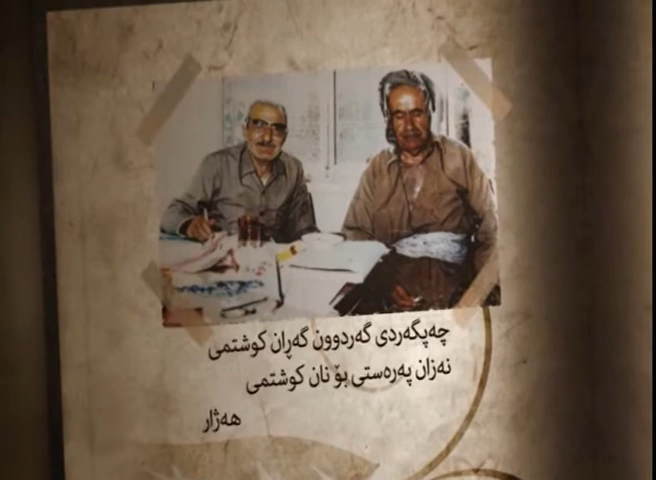 چەپگەردی گەردوون گەڕان کوشتمی
نەزان پەرەستی بۆ نان کوشتمی
هەژار